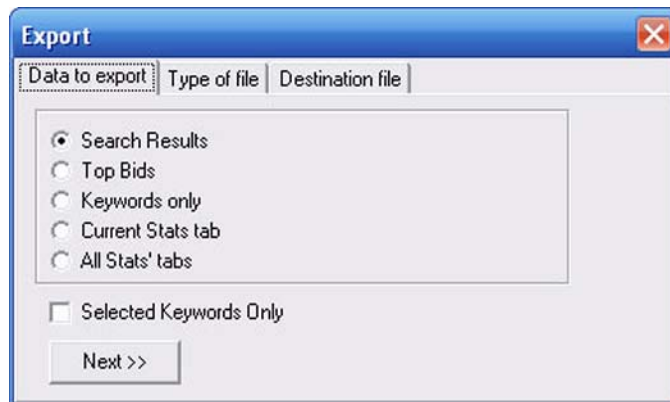 Export
Data to export Type of file Destination file
Search Results
Top Bids
Keywords only
Current Stats tab
All Stats' tabs
Selected Keywords Only
Next >>